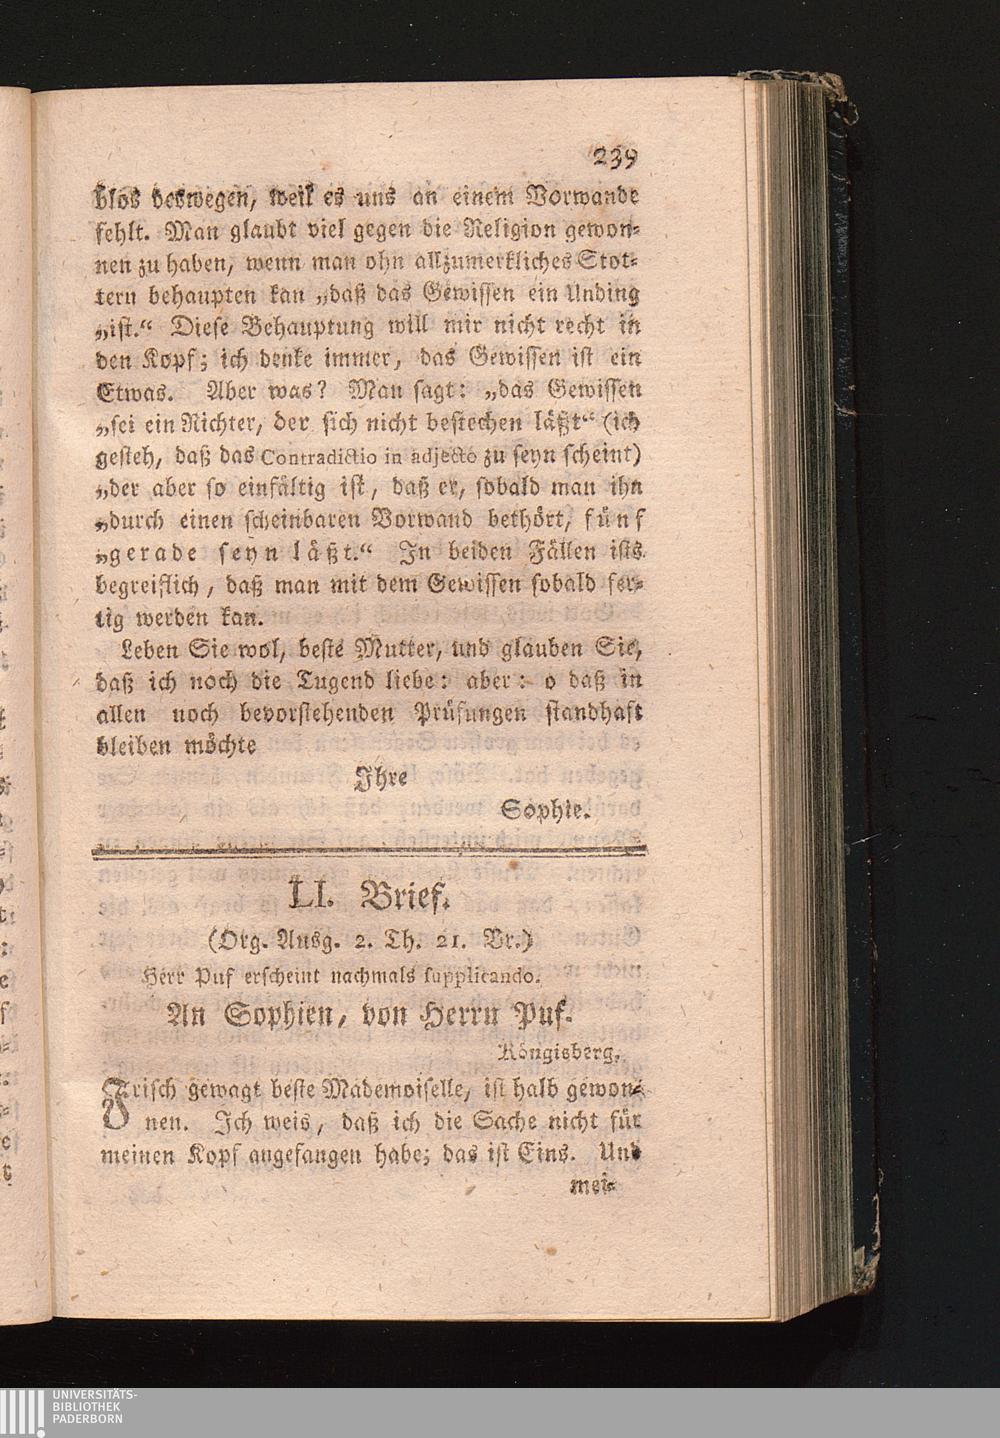 239
blos deswegen, weil es uns an einem Vorwande
fehlt. Man glaubt viel gegen die Religion gewon-
nen zu haben, wenn man ohn allzumerkliches Stot-
tern behaupten kan „daß das Gewissen ein Unding
„ist.“ Diese Behauptung will mir nicht recht in
den Kopf; ich denke immer, das Gewissen ist ein
Etwas. Aber was? Man sagt: „das Gewissen
„sei ein Richter, der sich nicht bestechen läßt“ (ich
gesteh, daß das Contradictio in adjecto zu seyn scheint)
„der aber so einfältig ist, daß er, sobald man ihn
„durch einen scheinbaren Vorwand bethört, fünf
„gerade seyn läßt.“ In beiden Fällen ists
begreiflich, daß man mit dem Gewissen sobald fer-
tig werden kan.
Leben Sie wol, beste Mutter, und glauben Sie,
daß ich noch die Tugend liebe: aber: o daß in
allen noch bevorstehenden Prüfungen standhaft
bleiben möchte
Ihre
Sophie.
LI. Brief.
(Org. Ausg. 2. Th. 21. Br.)
Herr Puf erscheint nachmals supplicando.
An Sophien, von Herrn Puf.
Köngisberg.
Frisch gewagt beste Mademoiselle, ist halb gewon-
nen. Ich weis, daß ich die Sache nicht für
meinen Kopf angefangen habe; das ist Eins. Und
mei-
UNIVERSITÄTS-
BIBLIOTHEK
PADERBORN